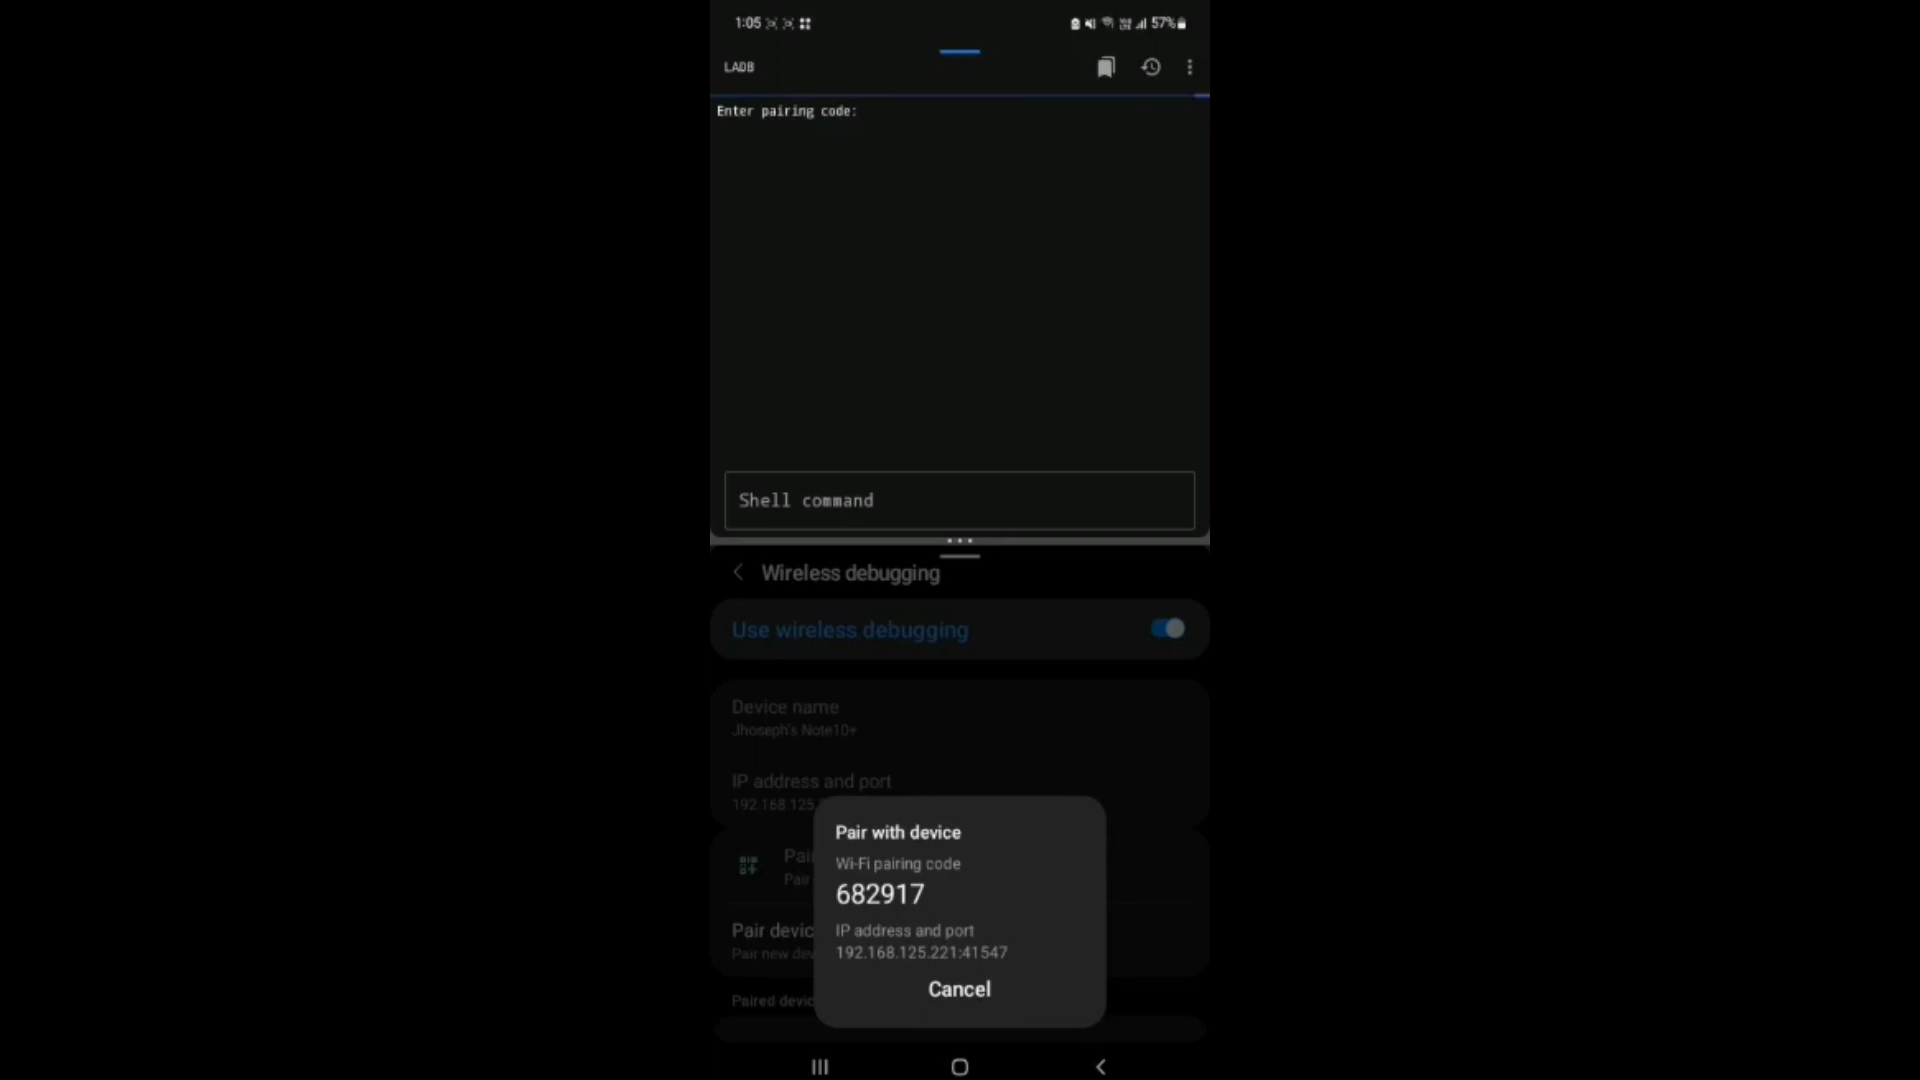 1:05
57%
LADB
Enter pairing code:
Shell command
Wireless debugging
Use wireless debugging
Device name
Jhoseph's Note10+
IP address and port
192.168.125.
Pai
Pair
Pair devic
Pair new dev
Paired devic
Pair with device
Wi-Fi pairing code
682917
IP address and port
192.168.125.221:41547
Cancel